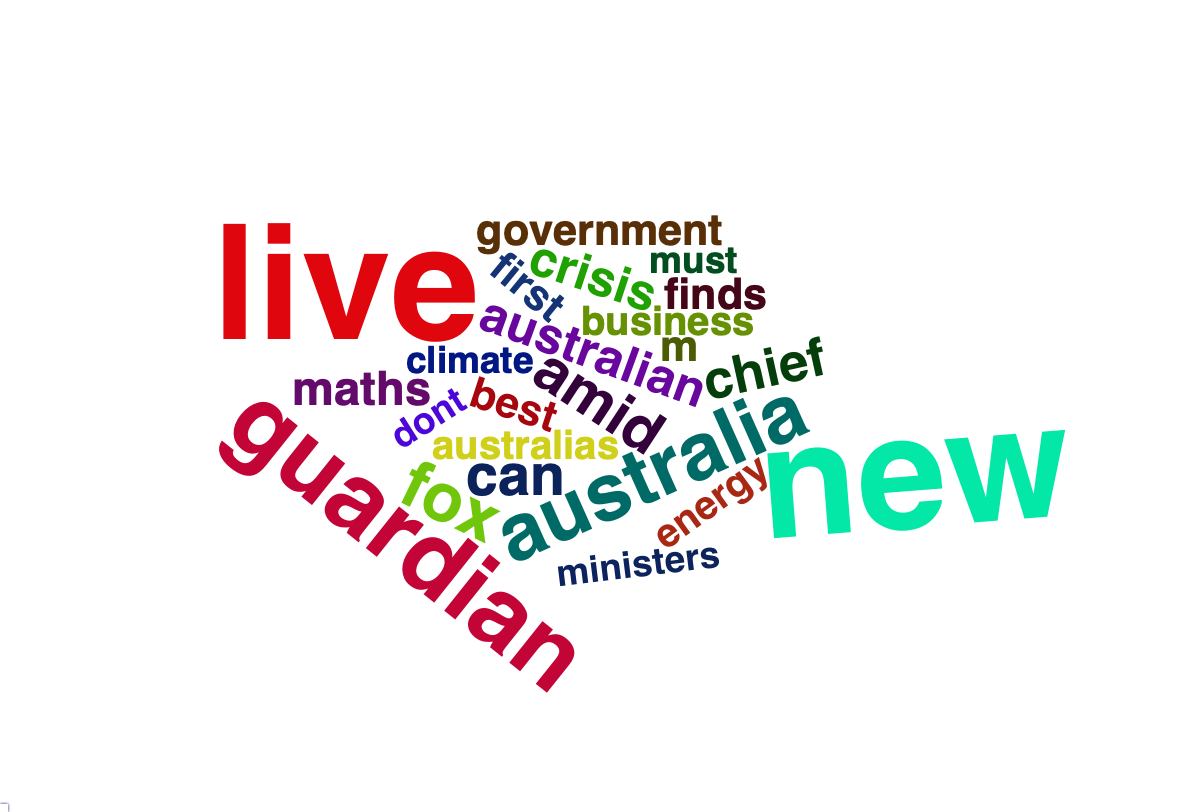 live
government
crisis
must
first
finds
australian
business
m
climate
amid
chief
maths
best
dont
australia
guardian
australias
new
can
fox
energy
ministers